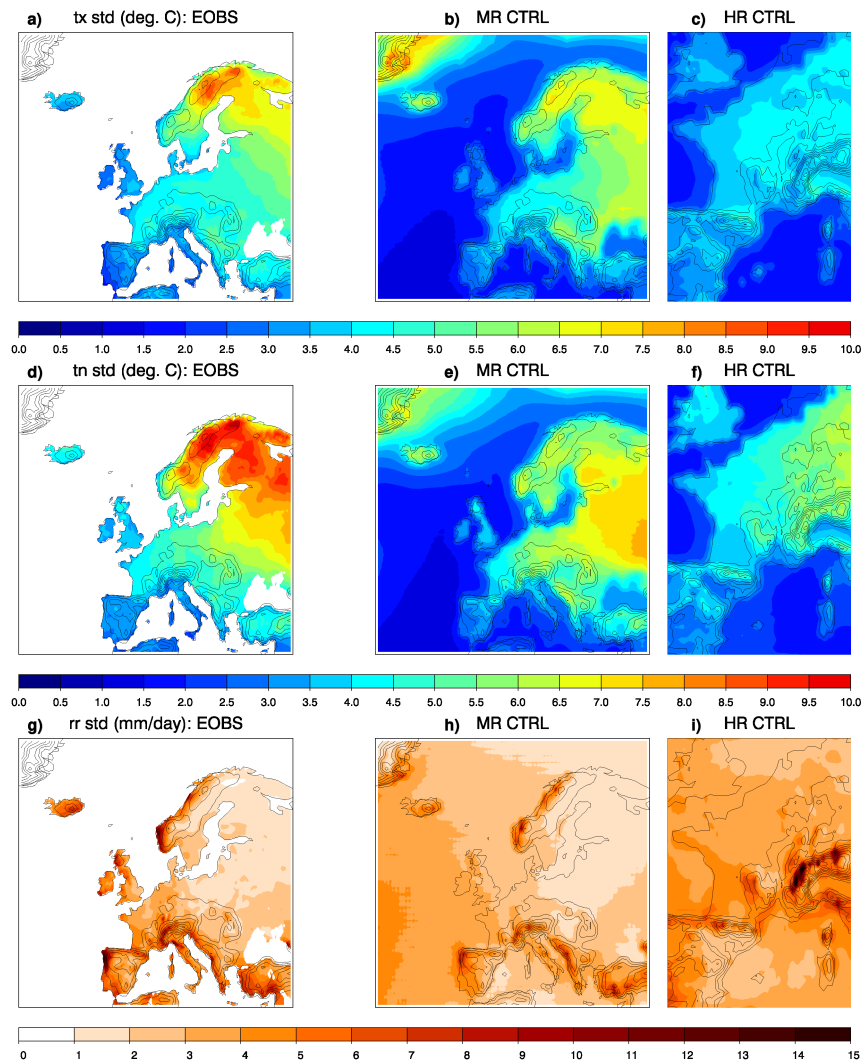 a) tx std (deg. C): EOBS b) MR CTRL c) HR CTRL
0.0 0.5 1.0 1.5 2.0 2.5 3.0 3.5 4.0 4.5 5.0 5.5 6.0 6.5 7.0 7.5 8.0 8.5 9.0 9.5 10.0
d) tn std (deg. C): EOBS e) MR CTRL f) HR CTRL
0.0 0.5 1.0 1.5 2.0 2.5 3.0 3.5 4.0 4.5 5.0 5.5 6.0 6.5 7.0 7.5 8.0 8.5 9.0 9.5 10.0
g) rr std (mm/day): EOBS h) MR CTRL i) HR CTRL
0 1 2 3 4 5 6 7 8 9 10 11 12 13 14 15